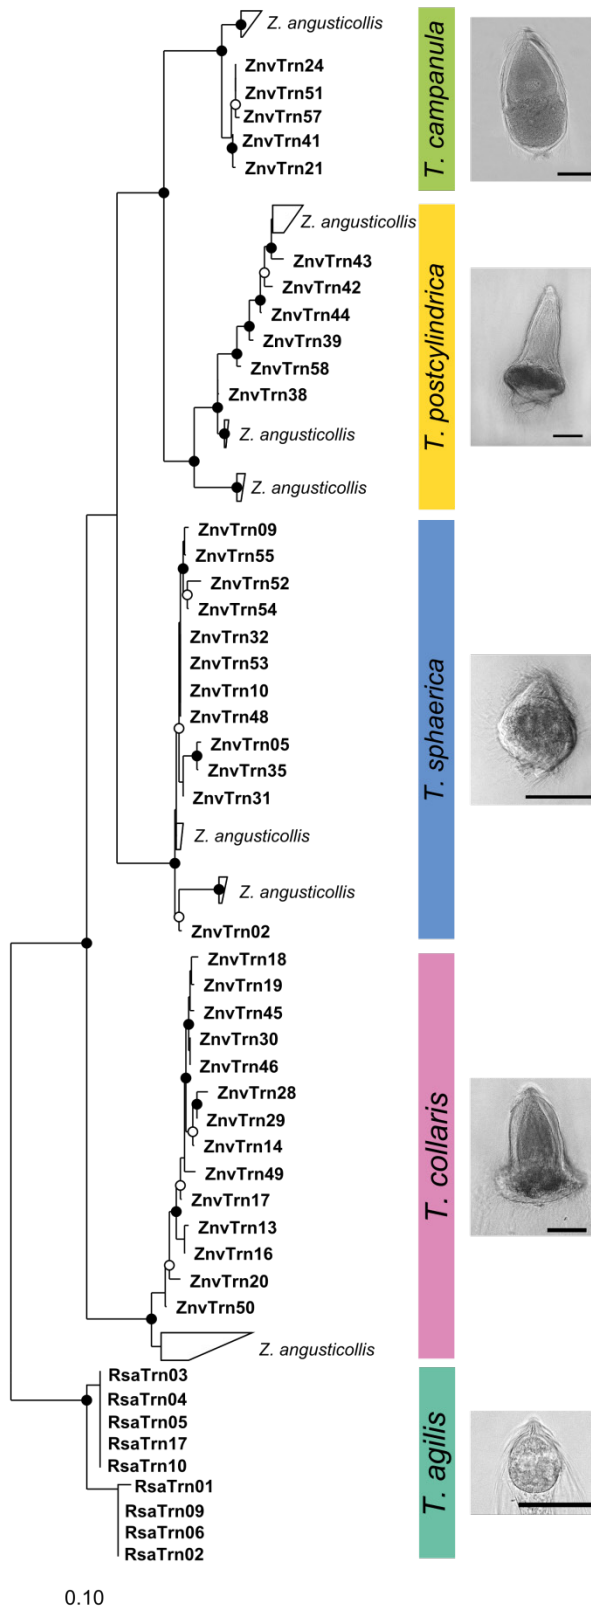 Z. angusticollis
ZnvTrn24
ZnvTrn51
ZnvTrn57
ZnvTrn41
ZnvTrn21
T. campanula
Z. angusticollis
ZnvTrn43
ZnvTrn42
ZnvTrn44
ZnvTrn39
ZnvTrn58
ZnvTrn38
Z. angusticollis
Z. angusticollis
T. postcylindrica
ZnvTrn09
ZnvTrn55
ZnvTrn52
ZnvTrn54
ZnvTrn32
ZnvTrn53
ZnvTrn10
ZnvTrn48
ZnvTrn05
ZnvTrn35
ZnvTrn31
Z. angusticollis
Z. angusticollis
ZnvTrn02
T. sphaerica
ZnvTrn18
ZnvTrn19
ZnvTrn45
ZnvTrn30
ZnvTrn46
ZnvTrn28
ZnvTrn29
ZnvTrn14
ZnvTrn49
ZnvTrn17
ZnvTrn13
ZnvTrn16
ZnvTrn20
ZnvTrn50
Z. angusticollis
T. collaris
RsaTrn03
RsaTrn04
RsaTrn05
RsaTrn17
RsaTrn10
RsaTrn01
RsaTrn09
RsaTrn06
RsaTrn02
T. agilis
0.10